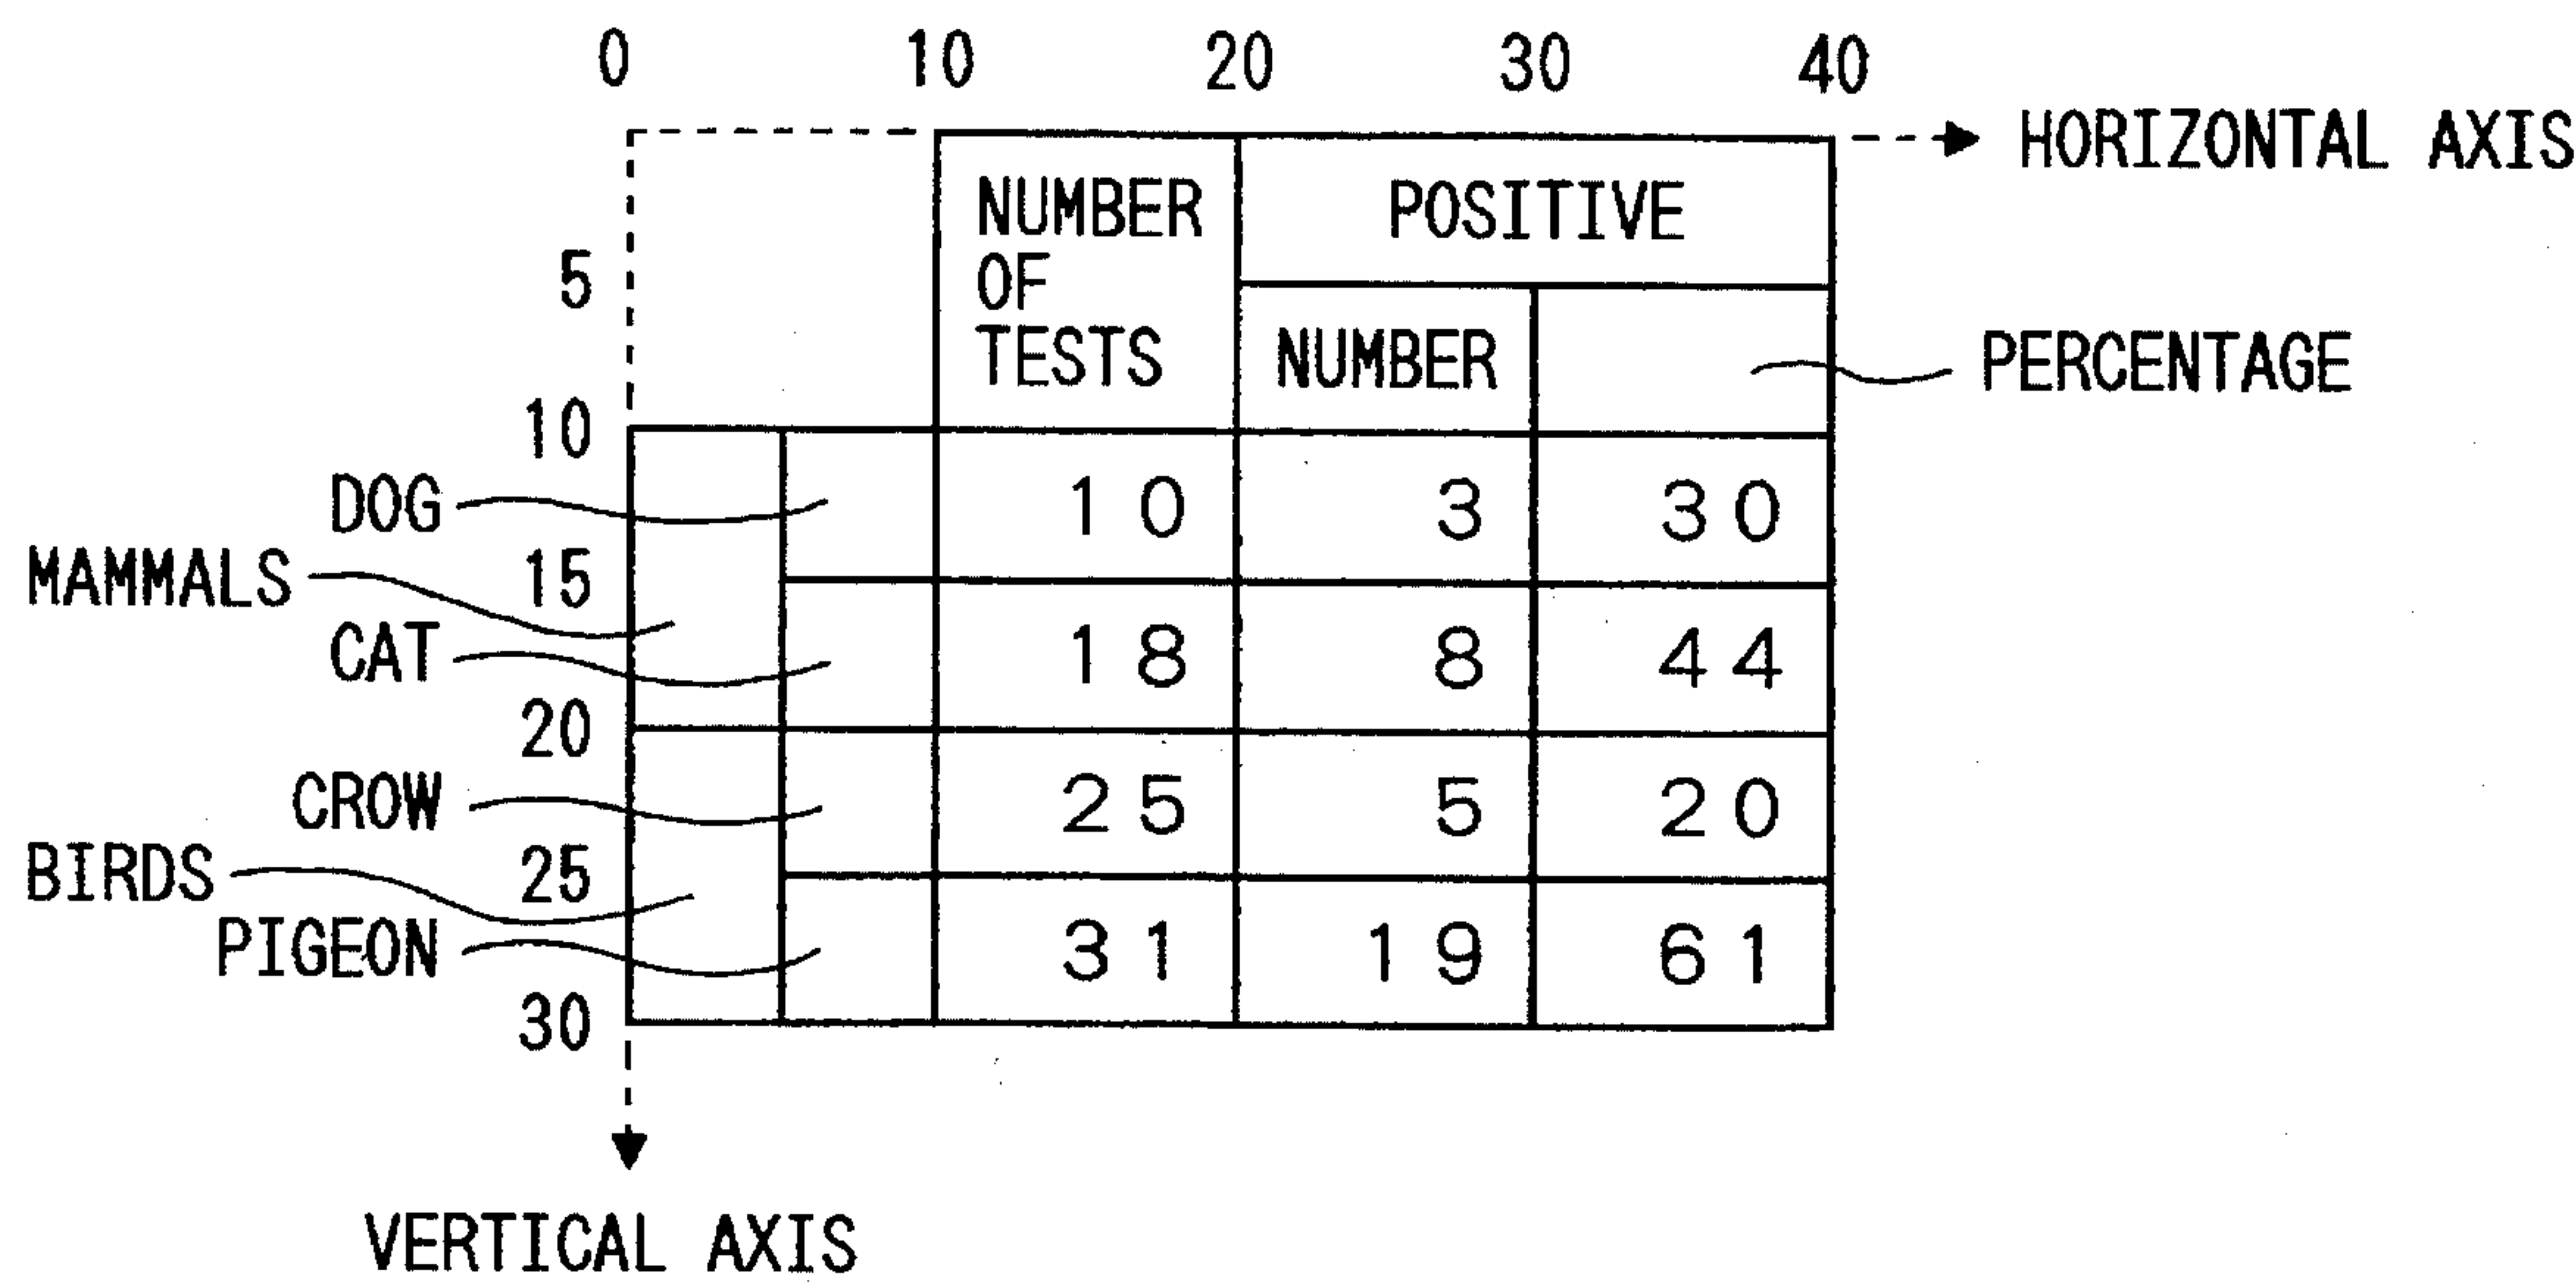 0 10 20 30 40
HORIZONTAL AXIS
NUMBER
OF
TESTS
POSITIVE
5
NUMBER
PERCENTAGE
10
DOG 10 3 30
MAMMALS 15
CAT 18 8 44
20
CROW 25 5 20
BIRDS 25
PIGEON 31 19 61
30
VERTICAL AXIS